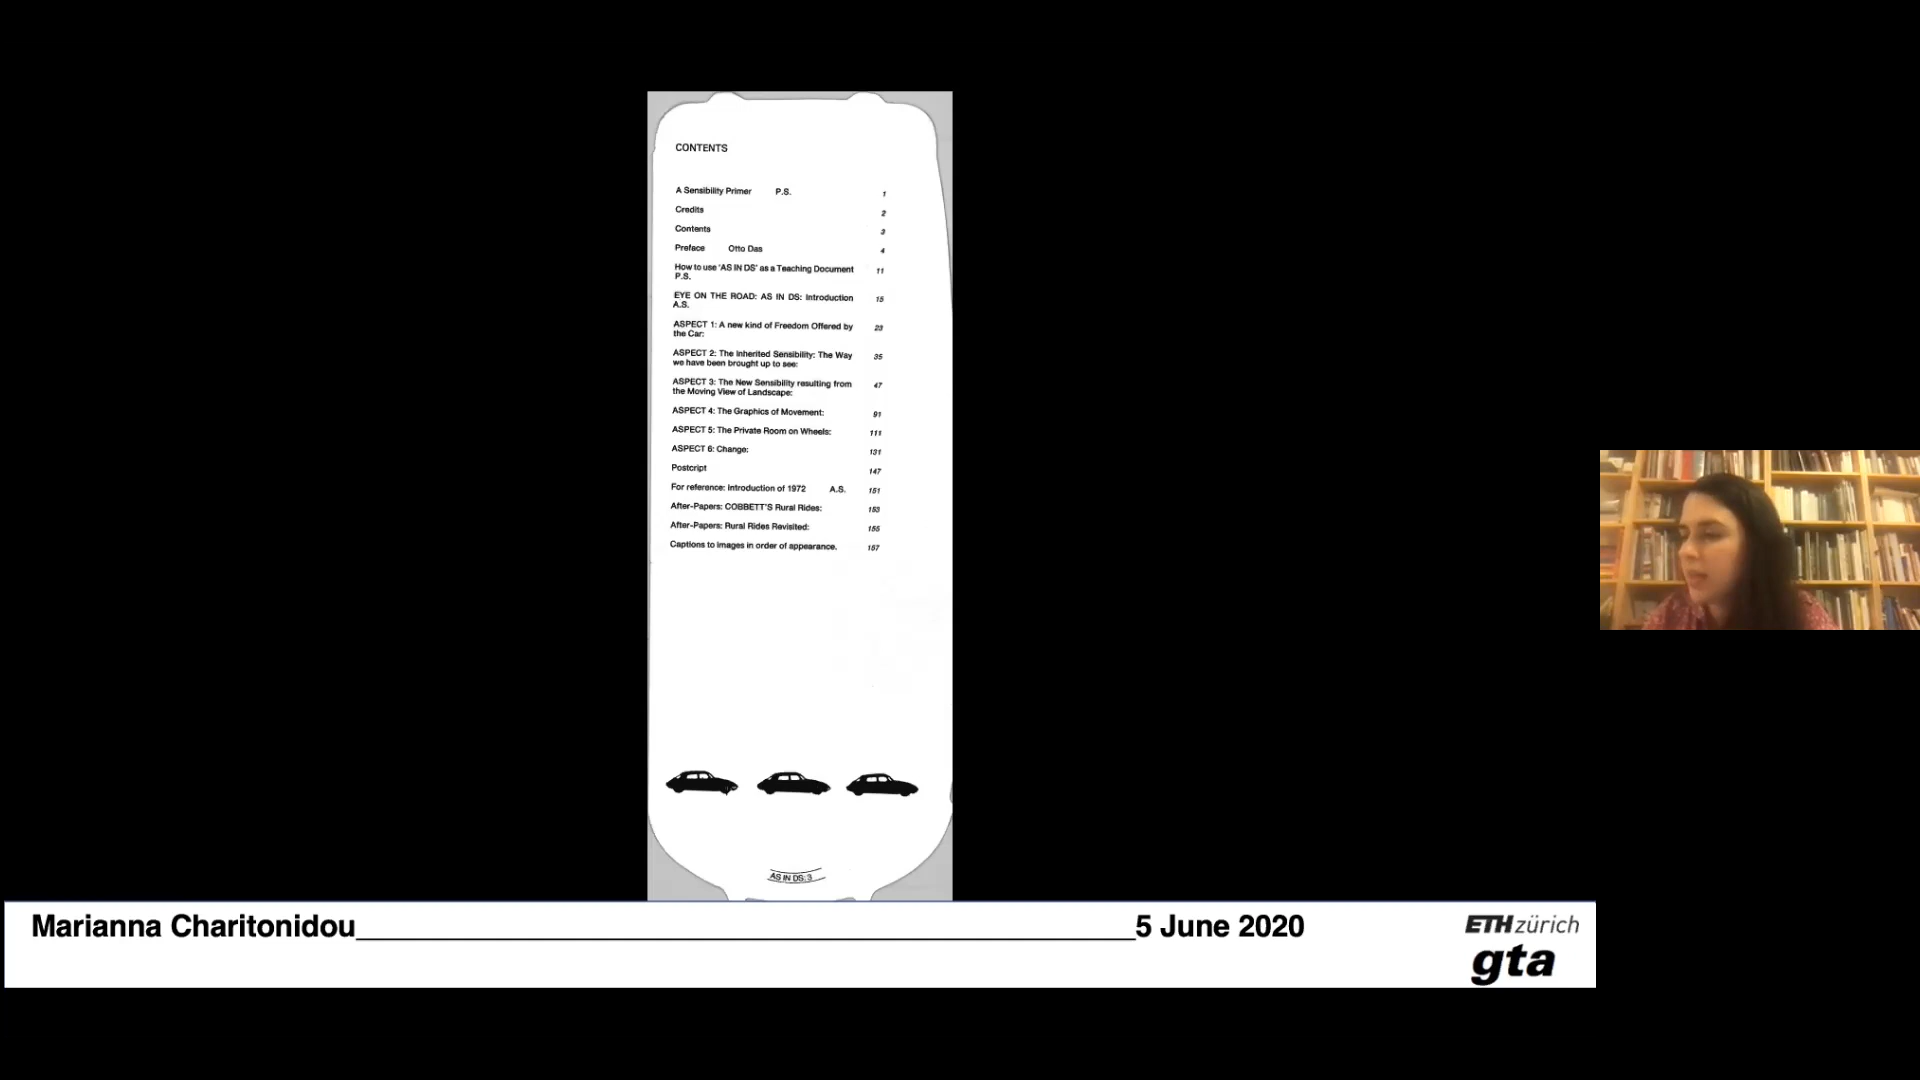 CONTENTS
A Sensibility Primer P.S. 1
Credits 2
Contents 3
Preface Otto Das 4
How to use 'AS IN DS' as a Teaching Document 11
P.S.
EYE ON THE ROAD: AS IN DS: Introduction 15
A.S.
ASPECT 1: A new kind of Freedom Offered by 23
the Car:
ASPECT 2: The Inherited Sensibility: The Way 35
we have been brought up to see:
ASPECT 3: The New Sensibility resulting from 47
the Moving View of Landscape:
ASPECT 4: The Graphics of Movement: 91
ASPECT 5: The Private Room on Wheels: 111
ASPECT 6: Change: 131
Postcript 147
For reference: introduction of 1972 A.S. 151
After-Papers: COBBETT'S Rural Rides: 153
After-Papers: Rural Rides Revisited: 155
Captions to images in order of appearance. 157
AS IN DS:3
Marianna Charitonidou 5 June 2020
ETH zürich
gta